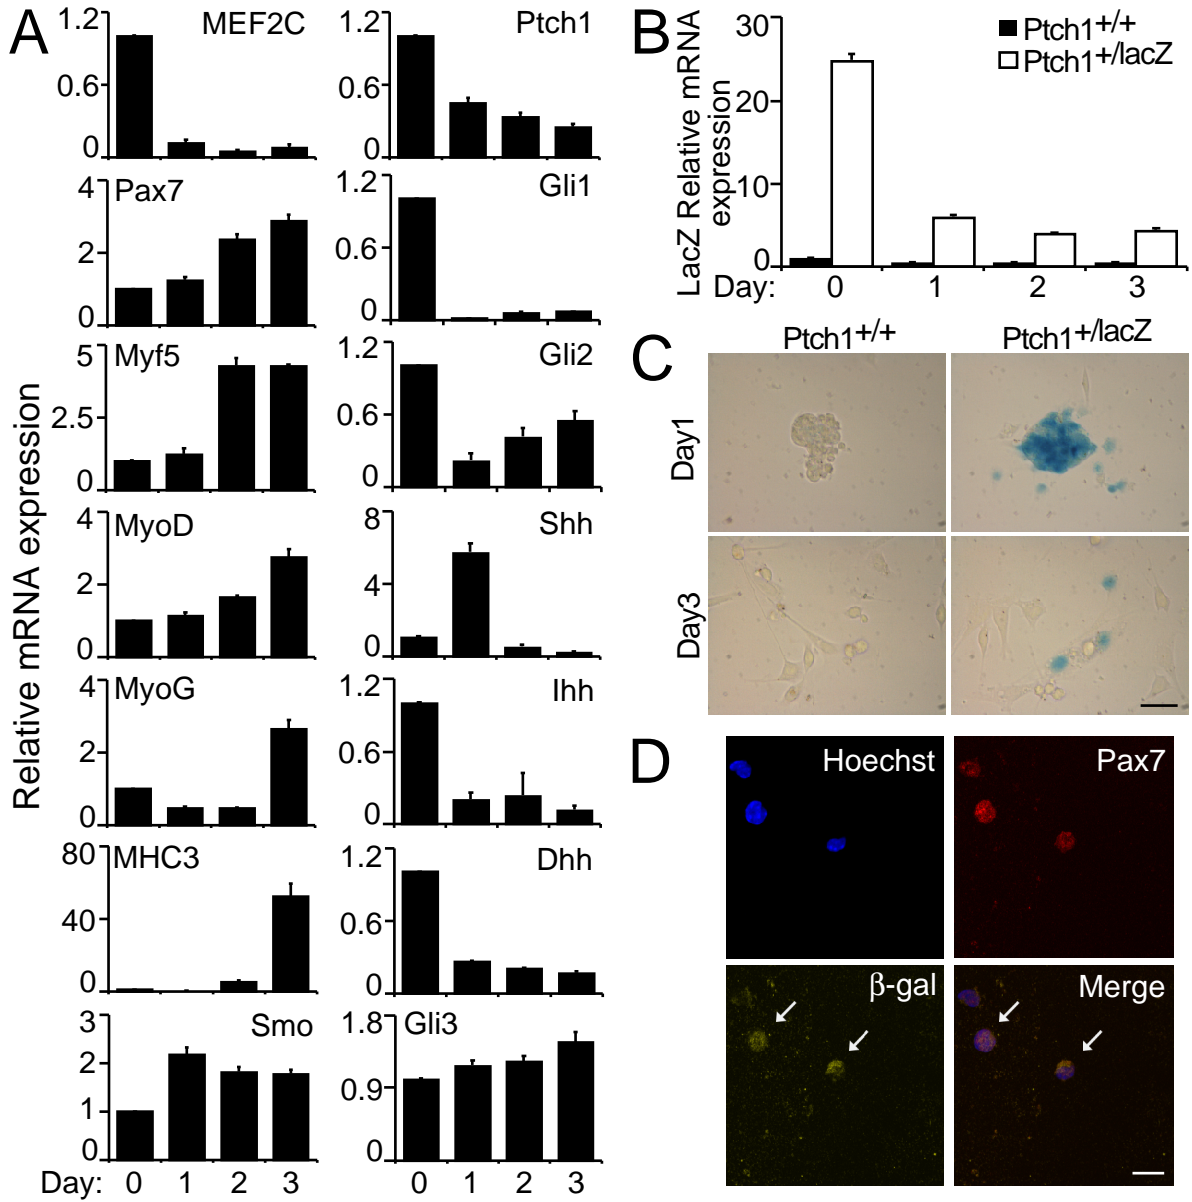 A
Relative mRNA expression
MEF2C
1.2
0.6
0
Ptch1
1.2
0.6
0
Pax7
4
2
0
Gli1
1.2
0.6
0
Myf5
5
2.5
0
Gli2
1.2
0.6
0
MyoD
4
2
0
Shh
8
4
0
MyoG
4
2
0
Ihh
1.2
0.6
0
MHC3
80
40
0
Dhh
1.2
0.6
0
Smo
3
2
1
0
Gli3
1.8
0.9
0
Day: 0 1 2 3 0 1 2 3
B
LacZ Relative mRNA
expression
30
20
10
0
Ptch1+/+
Ptch1+/lacZ
Day: 0 1 2 3
C
Ptch1+/+ Ptch1+/lacZ
Day1
Day3
D
Hoechst
Pax7
β-gal
Merge